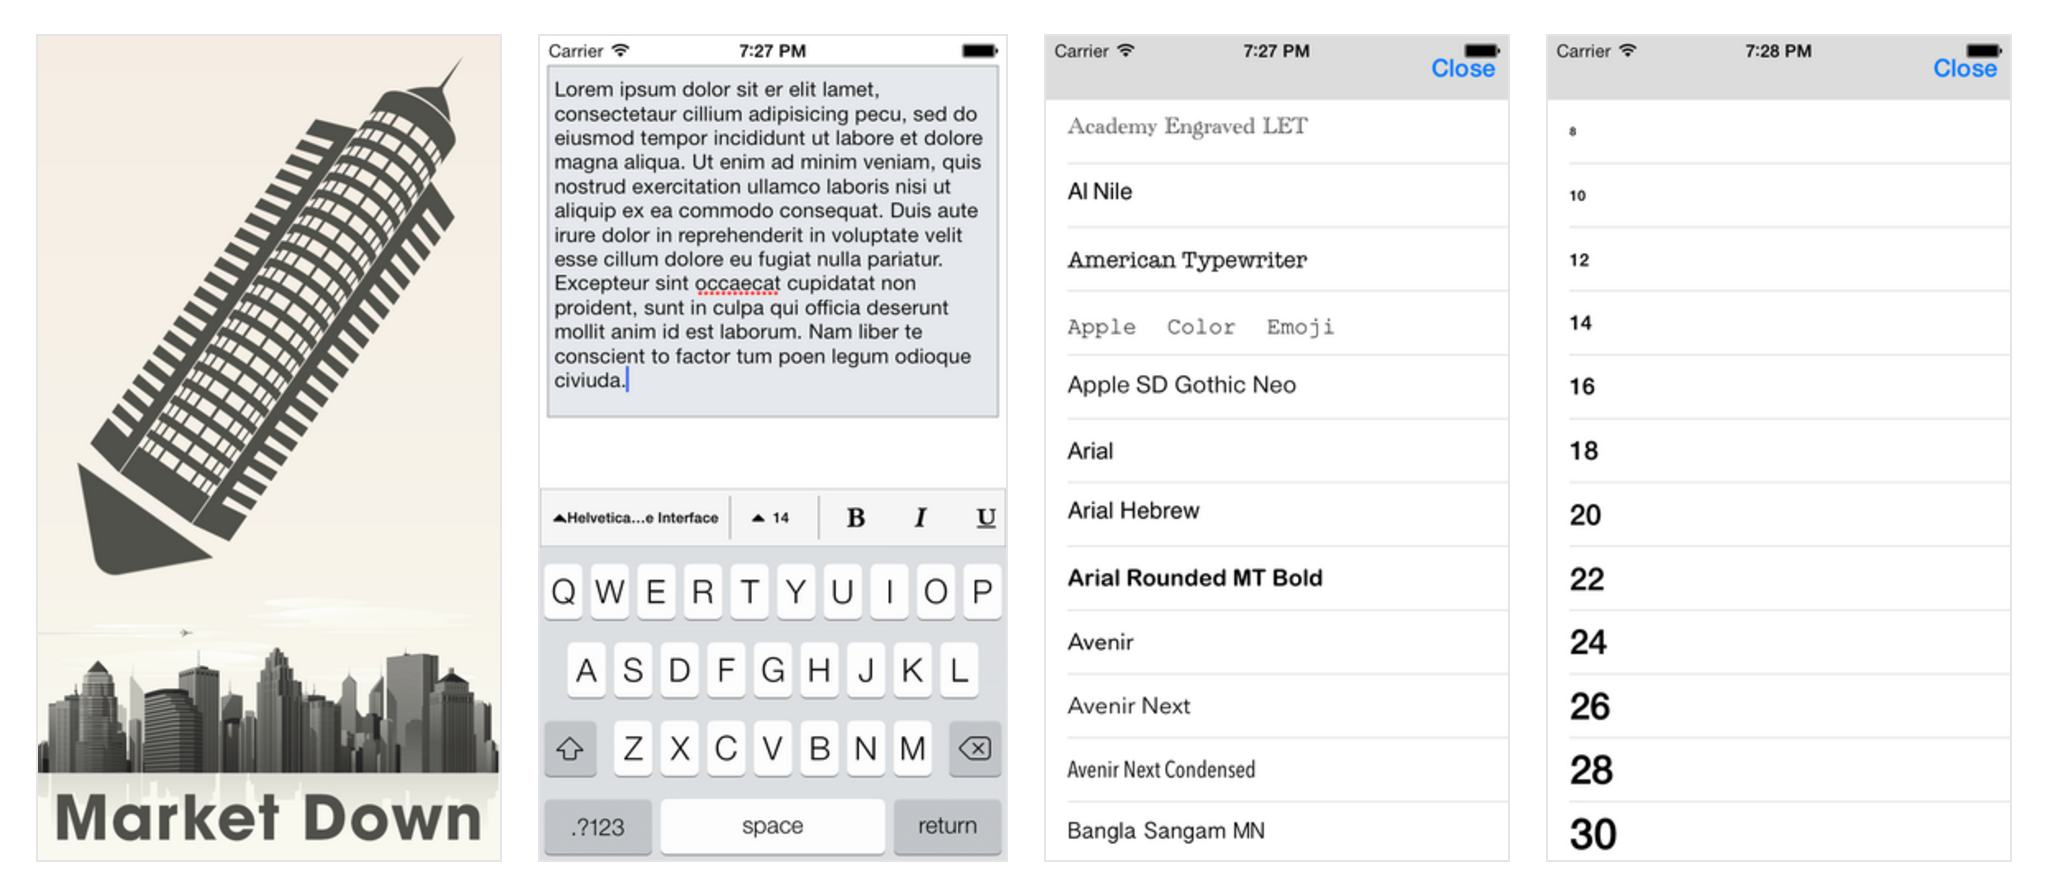 Market Down
Carrier 7:27 PM
Lorem ipsum dolor sit er elit lamet,
consectetaur cillium adipisicing pecu, sed do
eiusmod tempor incididunt ut labore et dolore
magna aliqua. Ut enim ad minim veniam, quis
nostrud exercitation ullamco laboris nisi ut
aliquip ex ea commodo consequat. Duis aute
irure dolor in reprehenderit in voluptate velit
esse cillum dolore eu fugiat nulla pariatur.
Excepteur sint occaecat cupidatat non
proident, sunt in culpa qui officia deserunt
mollit anim id est laborum. Nam liber te
conscient to factor tum poen legum odioque
civiuda.
Helvetica...e Interface 14 B I U
Q W E R T Y U I O P
A S D F G H J K L
Z X C V B N M
.?123 space return
Carrier 7:27 PM
Close
Academy Engraved LET
Al Nile
American Typewriter
Apple Color Emoji
Apple SD Gothic Neo
Arial
Arial Hebrew
Arial Rounded MT Bold
Avenir
Avenir Next
Avenir Next Condensed
Bangla Sangam MN
Carrier 7:28 PM
Close
8
10
12
14
16
18
20
22
24
26
28
30